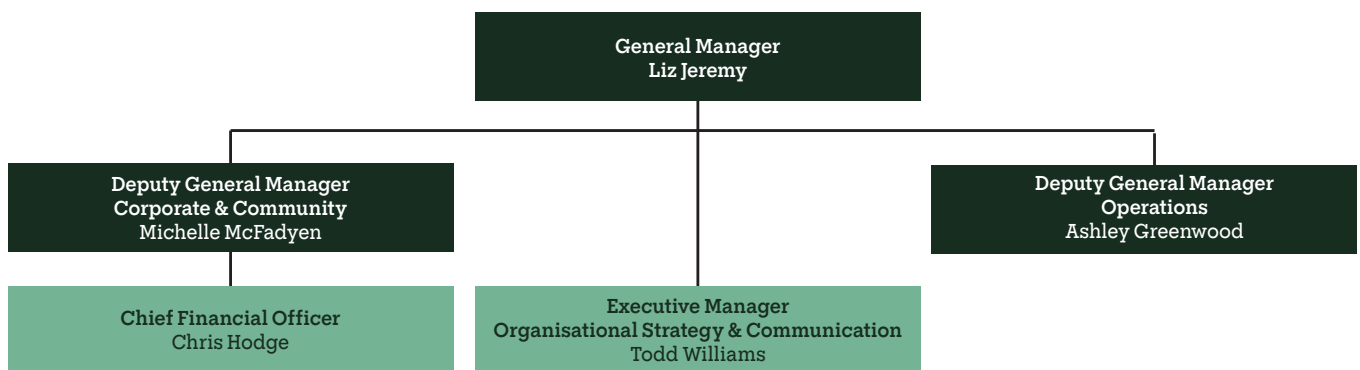 General Manager
Liz Jeremy
Deputy General Manager
Corporate & Community
Michelle McFadyen
Deputy General Manager
Operations
Ashley Greenwood
Chief Financial Officer
Chris Hodge
Executive Manager
Organisational Strategy & Communication
Todd Williams